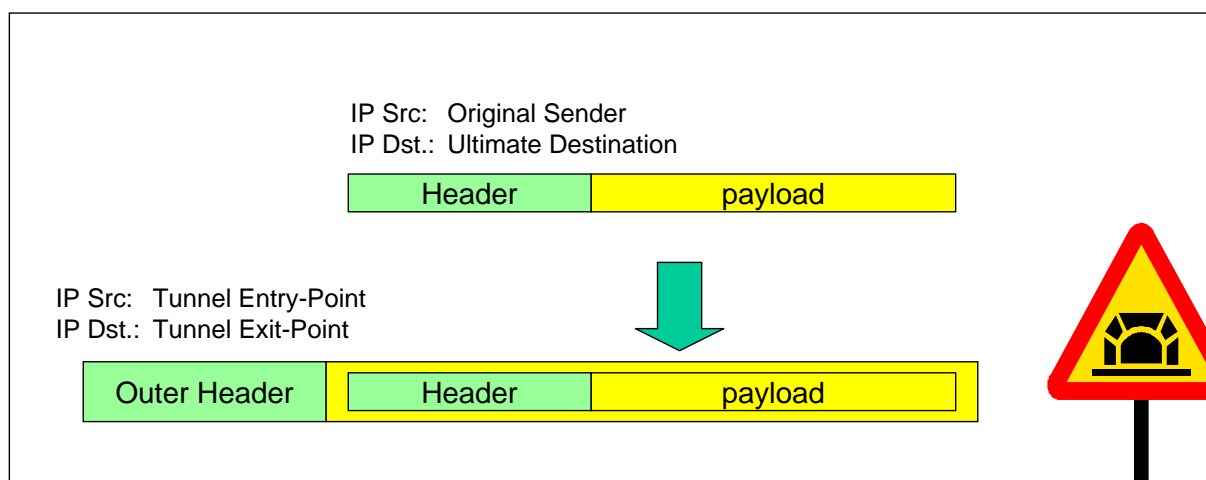 IP Src: Original Sender
IP Dst.: Ultimate Destination
Header payload
IP Src: Tunnel Entry-Point
IP Dst.: Tunnel Exit-Point
Outer Header Header payload